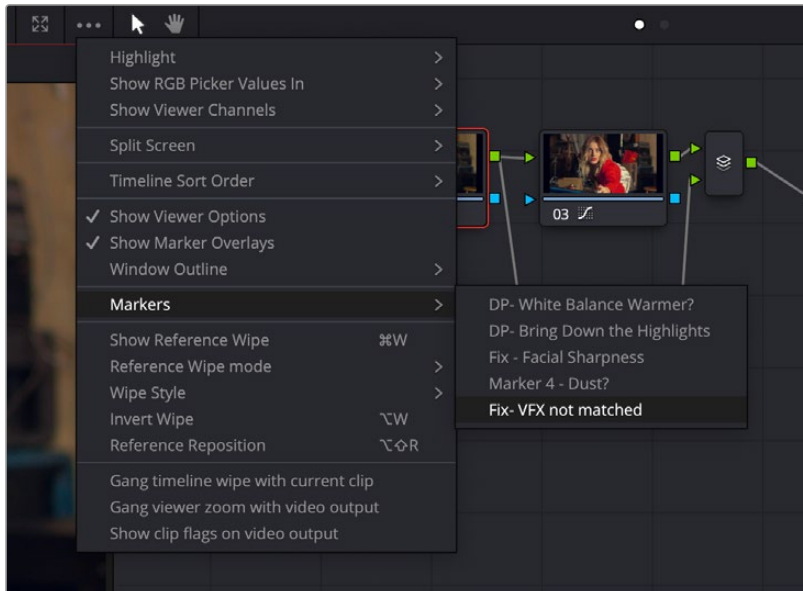 Highlight
Show RGB Picker Values In
Show Viewer Channels
Split Screen
Timeline Sort Order
Show Viewer Options
Show Marker Overlays
Window Outline
Markers
Show Reference Wipe ⌘W
Reference Wipe mode
Wipe Style
Invert Wipe ⌥W
Reference Reposition ⌥⇧R
Gang timeline wipe with current clip
Gang viewer zoom with video output
Show clip flags on video output
03
DP- White Balance Warmer?
DP- Bring Down the Highlights
Fix - Facial Sharpness
Marker 4 - Dust?
Fix- VFX not matched